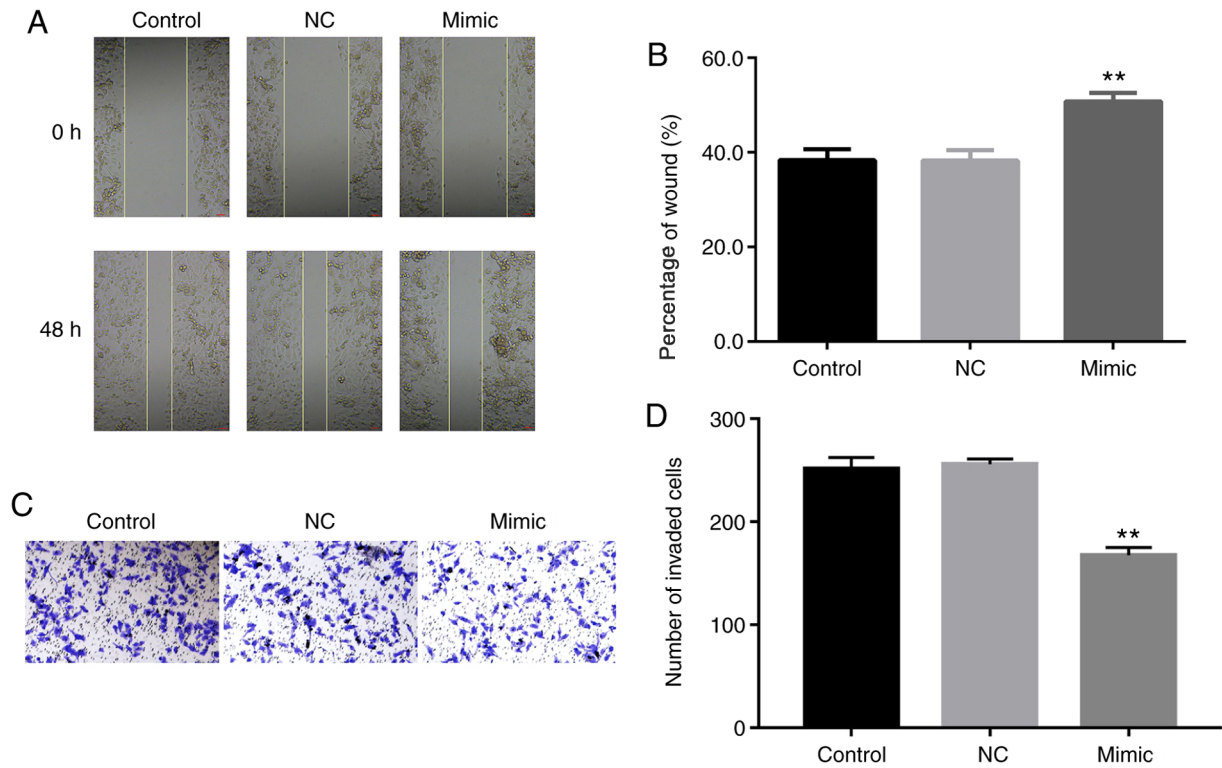 A
Control NC Mimic
0 h
48 h
B
Percentage of wound (%)
60.0
40.0
20.0
0.0
**
Control NC Mimic
C
Control NC Mimic
D
Number of invaded cells
300
200
100
0
**
Control NC Mimic